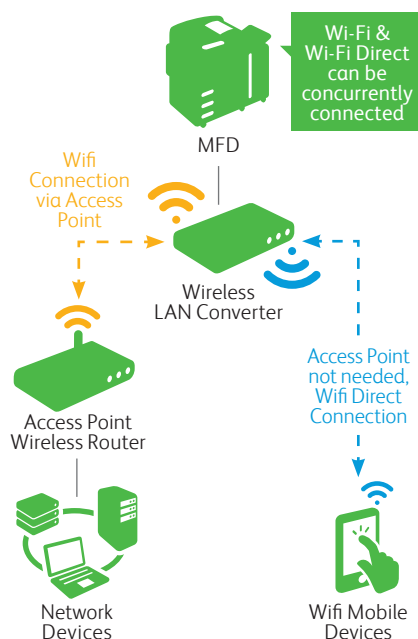 Wi-Fi &
Wi-Fi Direct
can be
concurrently
connected
MFD
Wifi
Connection
via Access
Point
Wireless
LAN Converter
Access Point
not needed,
Wifi Direct
Connection
Access Point
Wireless Router
Network
Devices
Wifi Mobile
Devices